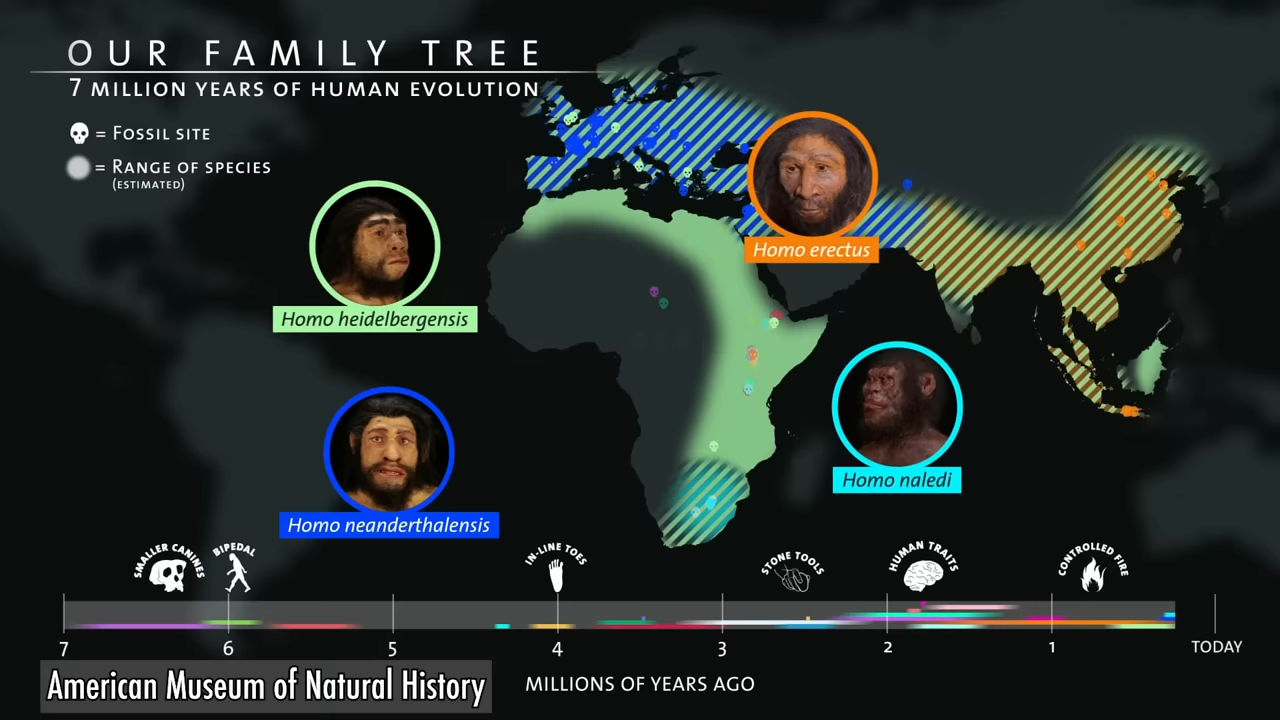 OUR FAMILY TREE
7 MILLION YEARS OF HUMAN EVOLUTION
= FOSSIL SITE
= RANGE OF SPECIES
(ESTIMATED)
Homo erectus
Homo heidelbergensis
Homo naledi
Homo neanderthalensis
SMALLER CANINES
BIPEDAL
IN-LINE TOES
STONE TOOLS
HUMAN TRAITS
CONTROLLED FIRE
7 6 5 4 3 2 1 TODAY
American Museum of Natural History
MILLIONS OF YEARS AGO